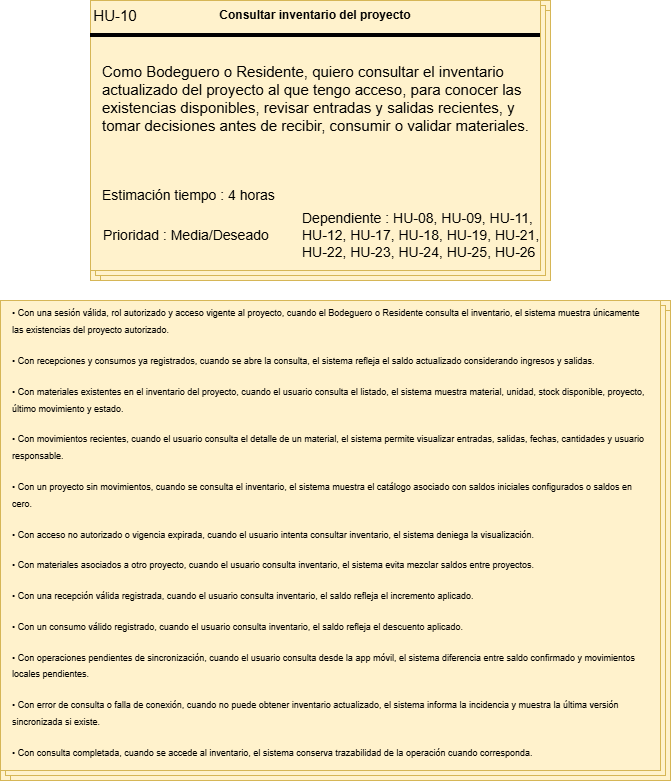 HU-10
Consultar inventario del proyecto
Como Bodeguero o Residente, quiero consultar el inventario
actualizado del proyecto al que tengo acceso, para conocer las
existencias disponibles, revisar entradas y salidas recientes, y
tomar decisiones antes de recibir, consumir o validar materiales.
Estimación tiempo : 4 horas
Prioridad : Media/Deseado
Dependiente : HU-08, HU-09, HU-11,
HU-12, HU-17, HU-18, HU-19, HU-21,
HU-22, HU-23, HU-24, HU-25, HU-26
• Con una sesión válida, rol autorizado y acceso vigente al proyecto, cuando el Bodeguero o Residente consulta el inventario, el sistema muestra únicamente
las existencias del proyecto autorizado.
• Con recepciones y consumos ya registrados, cuando se abre la consulta, el sistema refleja el saldo actualizado considerando ingresos y salidas.
• Con materiales existentes en el inventario del proyecto, cuando el usuario consulta el listado, el sistema muestra material, unidad, stock disponible, proyecto,
último movimiento y estado.
• Con movimientos recientes, cuando el usuario consulta el detalle de un material, el sistema permite visualizar entradas, salidas, fechas, cantidades y usuario
responsable.
• Con un proyecto sin movimientos, cuando se consulta el inventario, el sistema muestra el catálogo asociado con saldos iniciales configurados o saldos en
cero.
• Con acceso no autorizado o vigencia expirada, cuando el usuario intenta consultar inventario, el sistema deniega la visualización.
• Con materiales asociados a otro proyecto, cuando el usuario consulta inventario, el sistema evita mezclar saldos entre proyectos.
• Con una recepción válida registrada, cuando el usuario consulta inventario, el saldo refleja el incremento aplicado.
• Con un consumo válido registrado, cuando el usuario consulta inventario, el saldo refleja el descuento aplicado.
• Con operaciones pendientes de sincronización, cuando el usuario consulta desde la app móvil, el sistema diferencia entre saldo confirmado y movimientos
locales pendientes.
• Con error de consulta o falla de conexión, cuando no puede obtener inventario actualizado, el sistema informa la incidencia y muestra la última versión
sincronizada si existe.
• Con consulta completada, cuando se accede al inventario, el sistema conserva trazabilidad de la operación cuando corresponda.